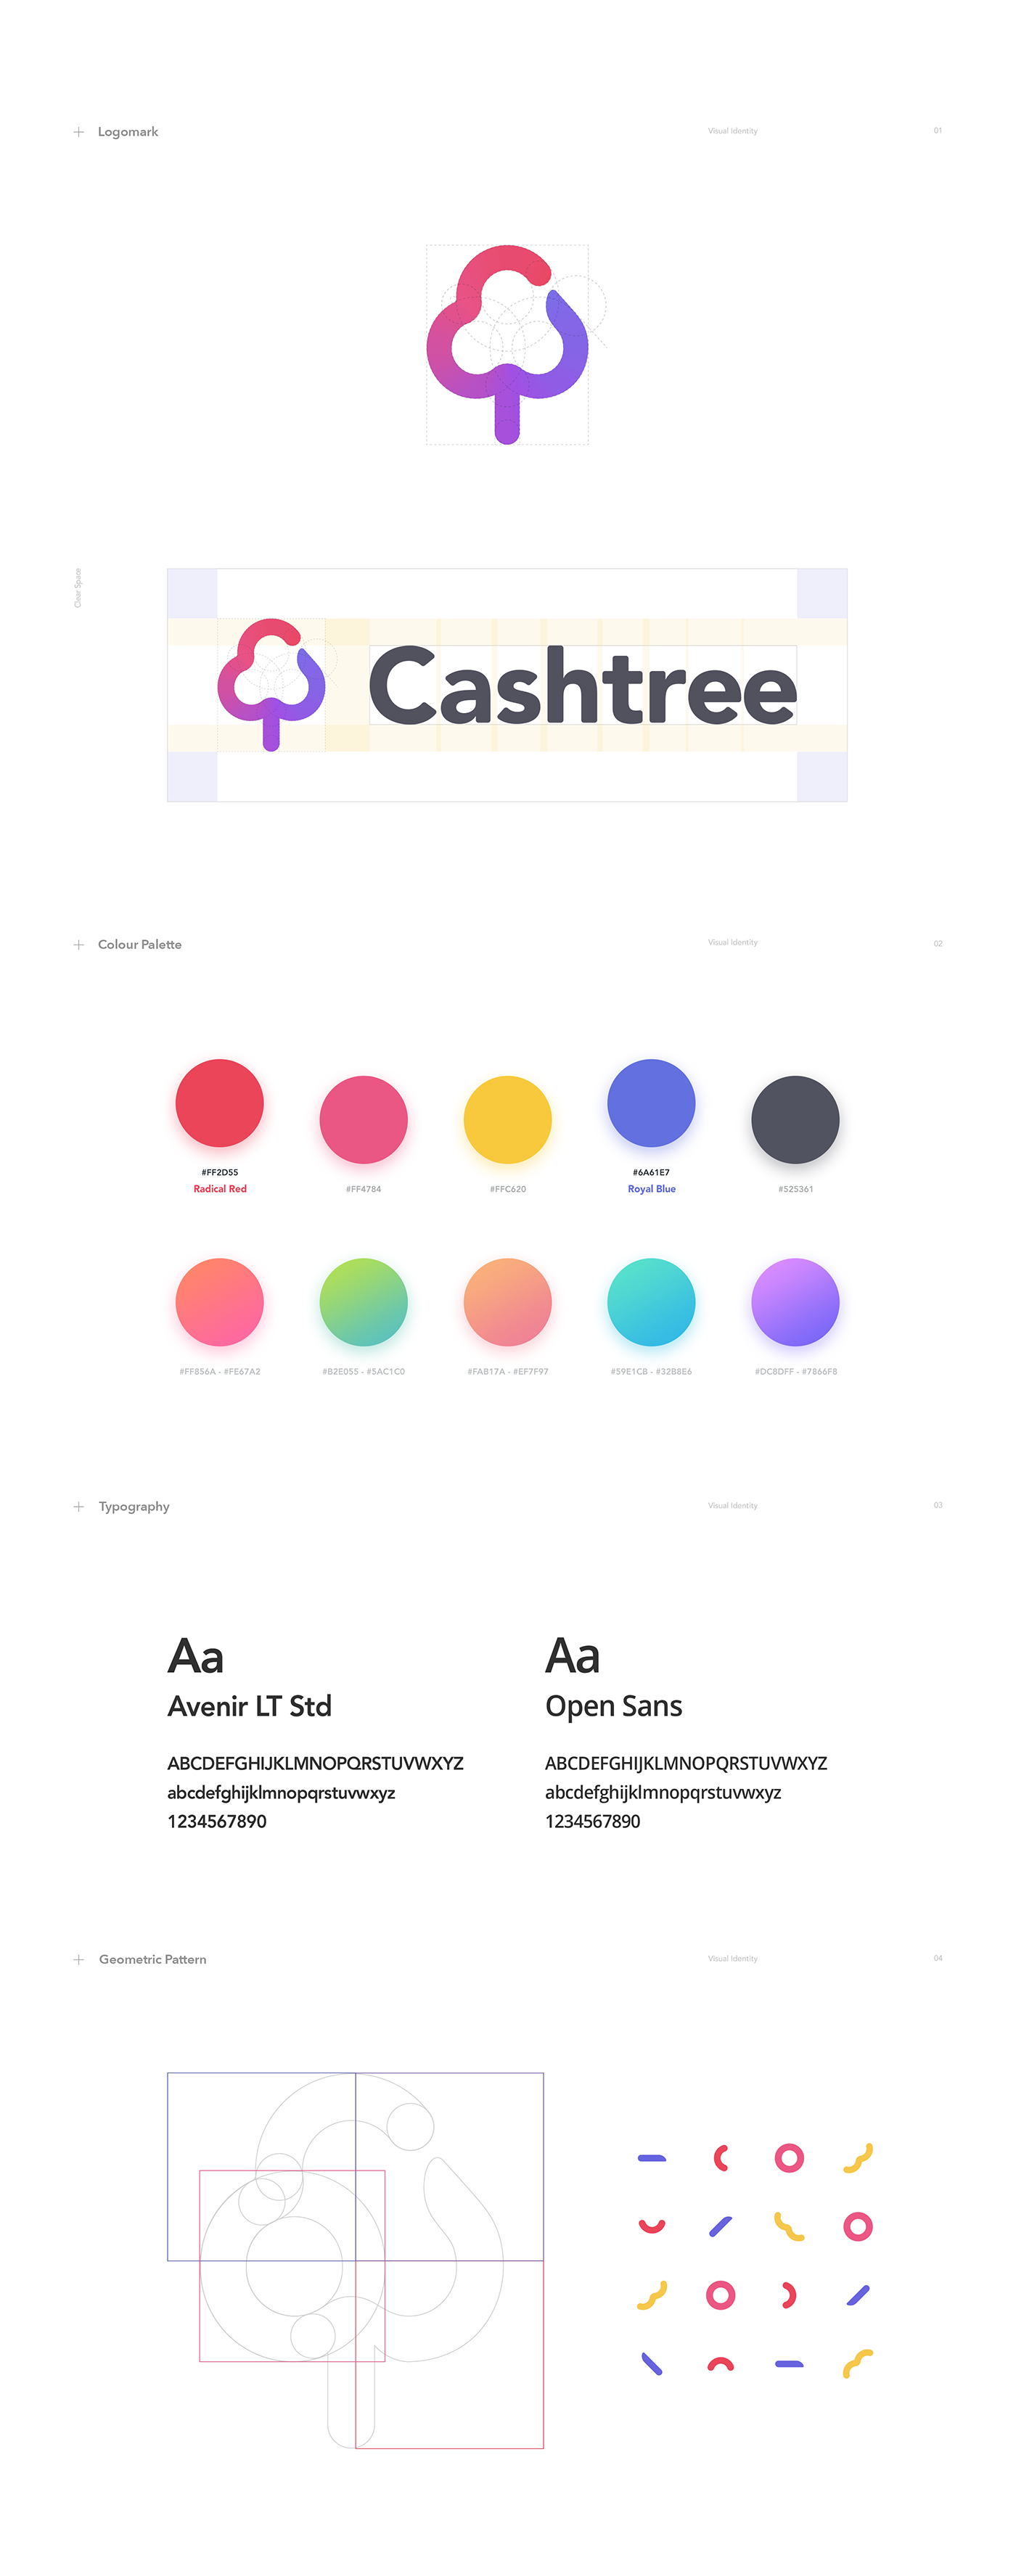 Logomark
Visual Identity
01
Clear Space
Cashtree
Colour Palette
Visual Identity
02
#FF2D55
Radical Red
#FF4784
#FFC620
#6A61E7
Royal Blue
#525361
#FF856A - #FE67A2
#B2E055 - #5AC1C0
#FAB17A - #EF7F97
#59E1CB - #32B8E6
#DC8DFF - #7866F8
Typography
Visual Identity
03
Aa
Avenir LT Std
ABCDEFGHIJKLMNOPQRSTUVWXYZ
abcdefghijklmnopqrstuvwxyz
1234567890
Aa
Open Sans
ABCDEFGHIJKLMNOPQRSTUVWXYZ
abcdefghijklmnopqrstuvwxyz
1234567890
Geometric Pattern
Visual Identity
04